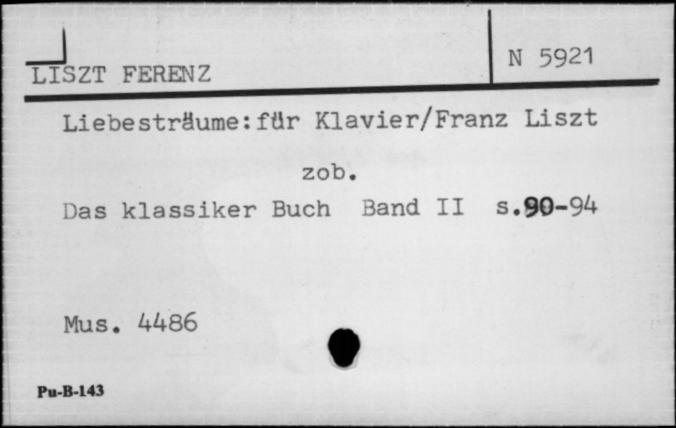 LISZT FERENZ
N 5921
Liebesträume:für Klavier/Franz Liszt
zob.
Das klassiker Buch Band II s.90-94
Mus. 4486
Pu-B-143